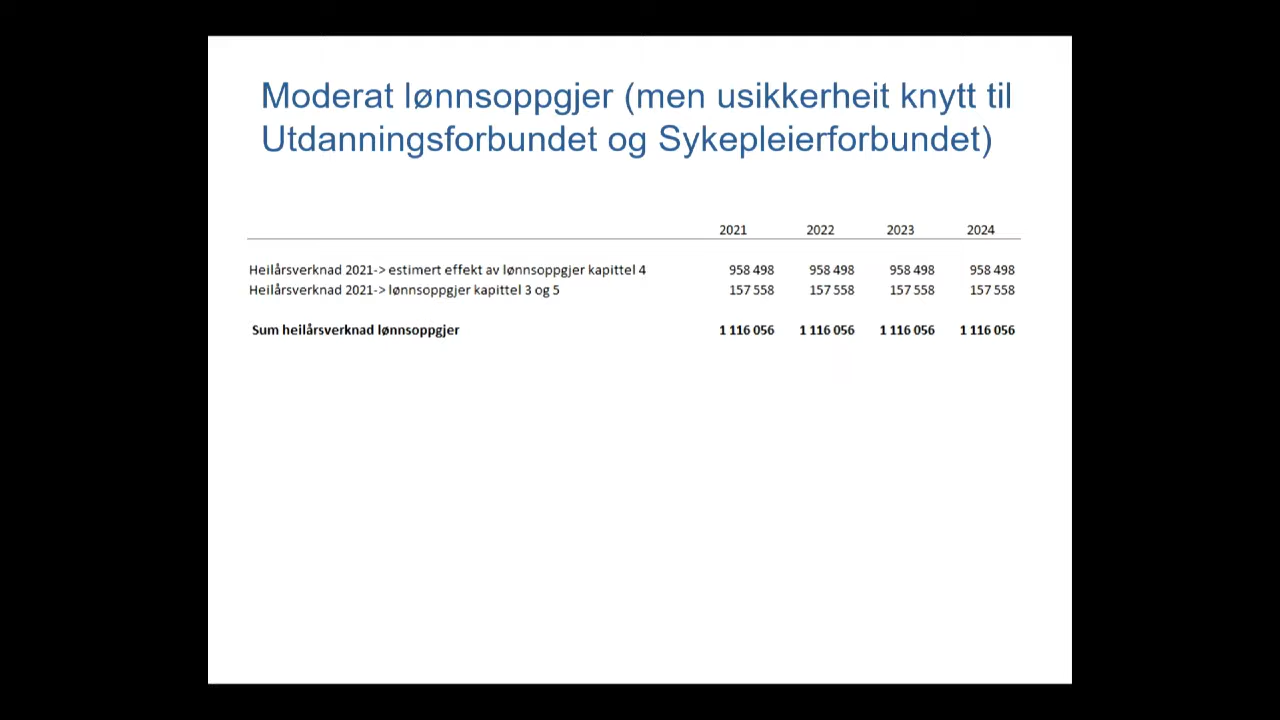 Moderat lønnsoppgjer (men usikkerheit knytt til
Utdanningsforbundet og Sykepleierforbundet)
2021 2022 2023 2024
Heilårsverknad 2021-> estimert effekt av lønnsoppgjer kapittel 4 958 498 958 498 958 498 958 498
Heilårsverknad 2021-> lønnsoppgjer kapittel 3 og 5 157 558 157 558 157 558 157 558
Sum heilårsverknad lønnsoppgjer 1 116 056 1 116 056 1 116 056 1 116 056